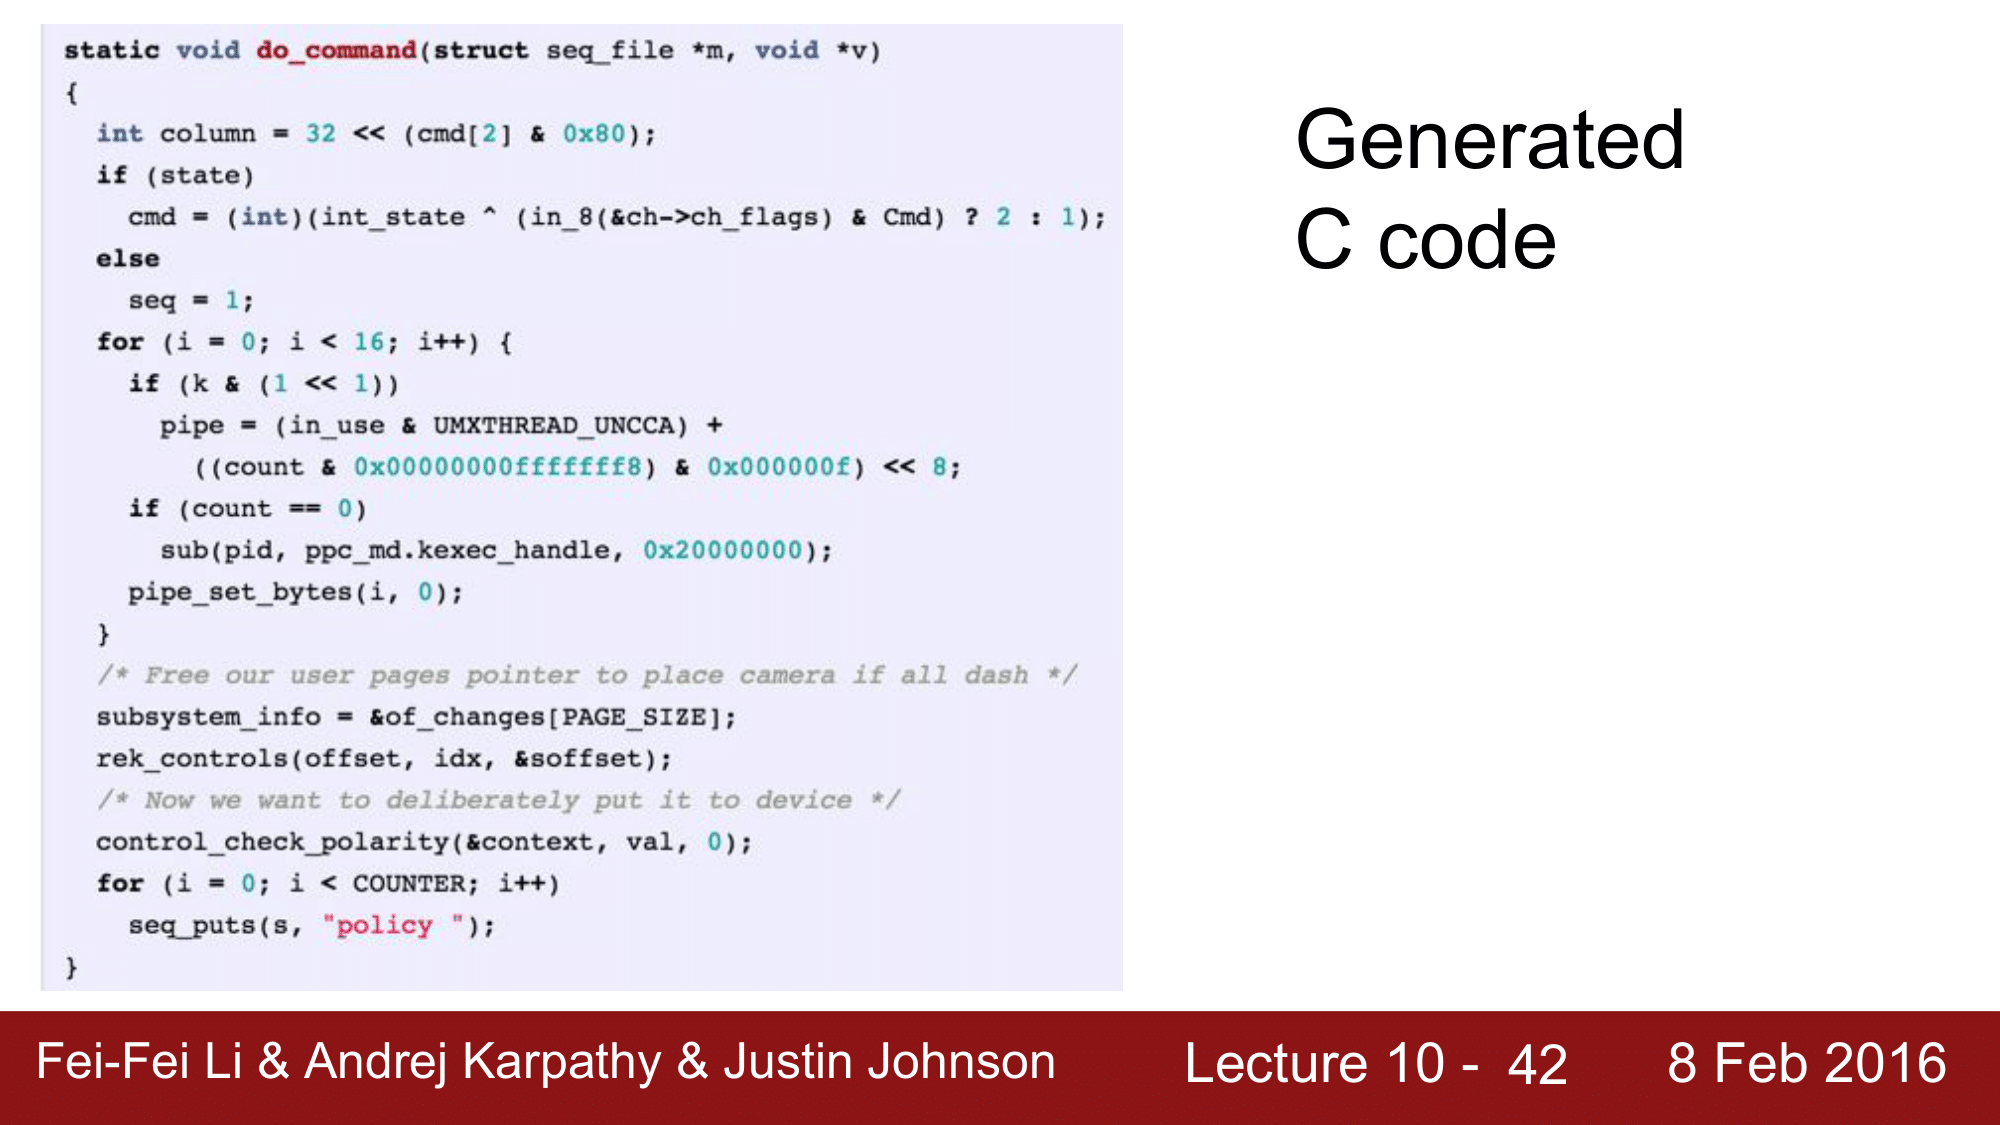 static void do_command(struct seq_file *m, void *v)
{
  int column = 32 << (cmd[2] & 0x80);
  if (state)
    cmd = (int)(int_state ^ (in_8(&ch->ch_flags) & Cmd) ? 2 : 1);
  else
    seq = 1;
  for (i = 0; i < 16; i++) {
    if (k & (1 << 1))
      pipe = (in_use & UMXTHREAD_UNCCA) +
        ((count & 0x00000000fffffff8) & 0x000000f) << 8;
    if (count == 0)
      sub(pid, ppc_md.kexec_handle, 0x20000000);
    pipe_set_bytes(i, 0);
  }
  /* Free our user pages pointer to place camera if all dash */
  subsystem_info = &of_changes[PAGE_SIZE];
  rek_controls(offset, idx, &soffset);
  /* Now we want to deliberately put it to device */
  control_check_polarity(&context, val, 0);
  for (i = 0; i < COUNTER; i++)
    seq_puts(s, "policy ");
}
Generated
C code
Fei-Fei Li & Andrej Karpathy & Justin Johnson
Lecture 10 - 42
8 Feb 2016